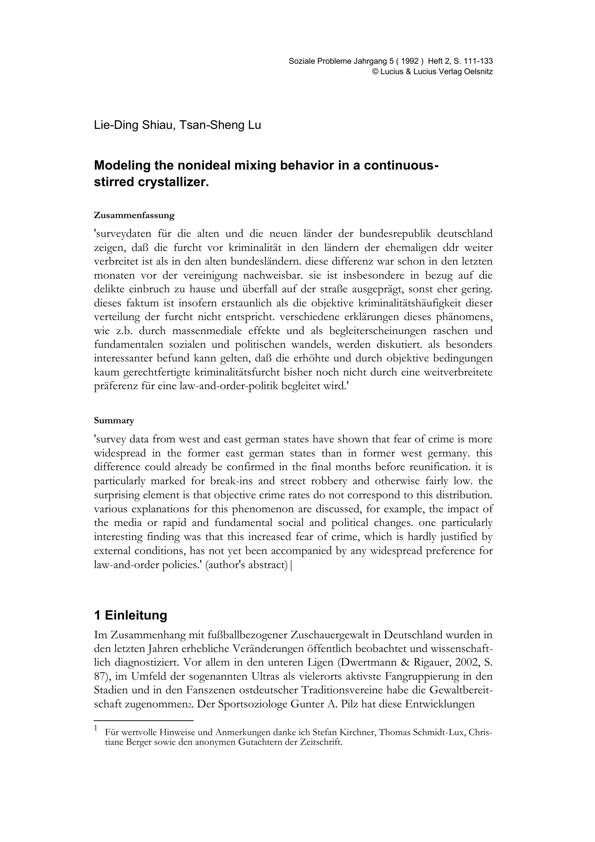 Soziale Probleme Jahrgang 5 ( 1992 ) Heft 2, S. 111-133
© Lucius & Lucius Verlag Oelsnitz
Lie-Ding Shiau, Tsan-Sheng Lu
Modeling the nonideal mixing behavior in a continuous-
stirred crystallizer.
Zusammenfassung
'surveydaten für die alten und die neuen länder der bundesrepublik deutschland
zeigen, daß die furcht vor kriminalität in den ländern der ehemaligen ddr weiter
verbreitet ist als in den alten bundesländern. diese differenz war schon in den letzten
monaten vor der vereinigung nachweisbar. sie ist insbesondere in bezug auf die
delikte einbruch zu hause und überfall auf der straße ausgeprägt, sonst eher gering.
dieses faktum ist insofern erstaunlich als die objektive kriminalitätshäufigkeit dieser
verteilung der furcht nicht entspricht. verschiedene erklärungen dieses phänomens,
wie z.b. durch massenmediale effekte und als begleiterscheinungen raschen und
fundamentalen sozialen und politischen wandels, werden diskutiert. als besonders
interessanter befund kann gelten, daß die erhöhte und durch objektive bedingungen
kaum gerechtfertigte kriminalitätsfurcht bisher noch nicht durch eine weitverbreitete
präferenz für eine law-and-order-politik begleitet wird.'
Summary
'survey data from west and east german states have shown that fear of crime is more
widespread in the former east german states than in former west germany. this
difference could already be confirmed in the final months before reunification. it is
particularly marked for break-ins and street robbery and otherwise fairly low. the
surprising element is that objective crime rates do not correspond to this distribution.
various explanations for this phenomenon are discussed, for example, the impact of
the media or rapid and fundamental social and political changes. one particularly
interesting finding was that this increased fear of crime, which is hardly justified by
external conditions, has not yet been accompanied by any widespread preference for
law-and-order policies.' (author's abstract)|
1 Einleitung
Im Zusammenhang mit fußballbezogener Zuschauergewalt in Deutschland wurden in
den letzten Jahren erhebliche Veränderungen öffentlich beobachtet und wissenschaft-
lich diagnostiziert. Vor allem in den unteren Ligen (Dwertmann & Rigauer, 2002, S.
87), im Umfeld der sogenannten Ultras als vielerorts aktivste Fangruppierung in den
Stadien und in den Fanszenen ostdeutscher Traditionsvereine habe die Gewaltbereit-
schaft zugenommen2. Der Sportsoziologe Gunter A. Pilz hat diese Entwicklungen
1 Für wertvolle Hinweise und Anmerkungen danke ich Stefan Kirchner, Thomas Schmidt-Lux, Chris-
tiane Berger sowie den anonymen Gutachtern der Zeitschrift.